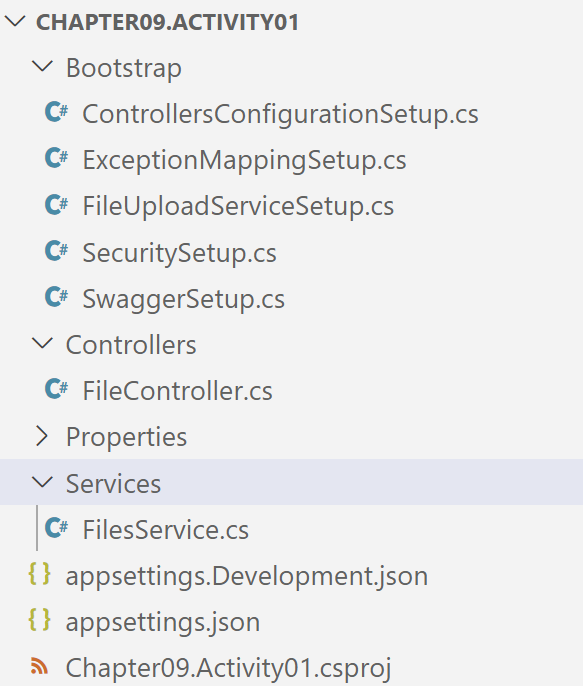 CHAPTER09.ACTIVITY01
Bootstrap
C# ControllersConfigurationSetup.cs
C# ExceptionMappingSetup.cs
C# FileUploadServiceSetup.cs
C# SecuritySetup.cs
C# SwaggerSetup.cs
Controllers
C# FileController.cs
Properties
Services
C# FilesService.cs
{ } appsettings.Development.json
{ } appsettings.json
Chapter09.Activity01.csproj